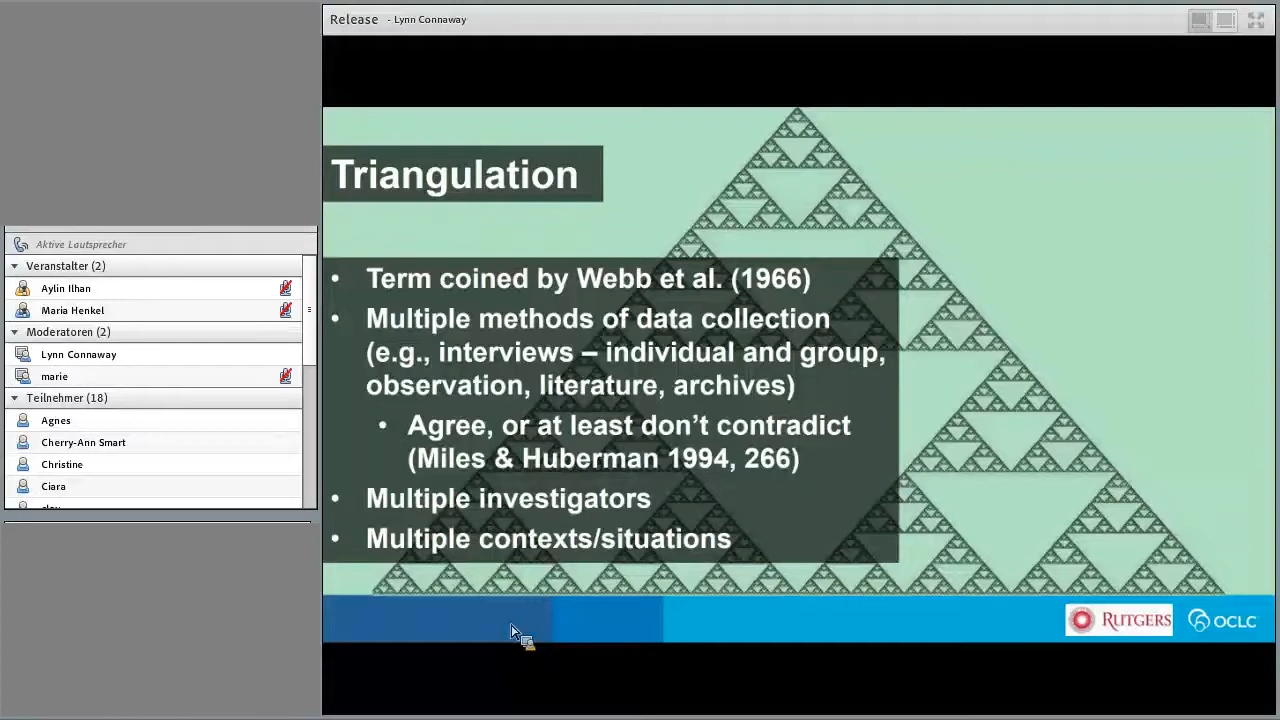 Release - Lynn Connaway
Aktive Lautsprecher
Veranstalter (2)
Aylin Ilhan
Maria Henkel
Moderatoren (2)
Lynn Connaway
marie
Teilnehmer (18)
Agnes
Cherry-Ann Smart
Christine
Ciara
Triangulation
• Term coined by Webb et al. (1966)
• Multiple methods of data collection
(e.g., interviews – individual and group,
observation, literature, archives)
• Agree, or at least don’t contradict
(Miles & Huberman 1994, 266)
• Multiple investigators
• Multiple contexts/situations
RUTGERS
OCLC